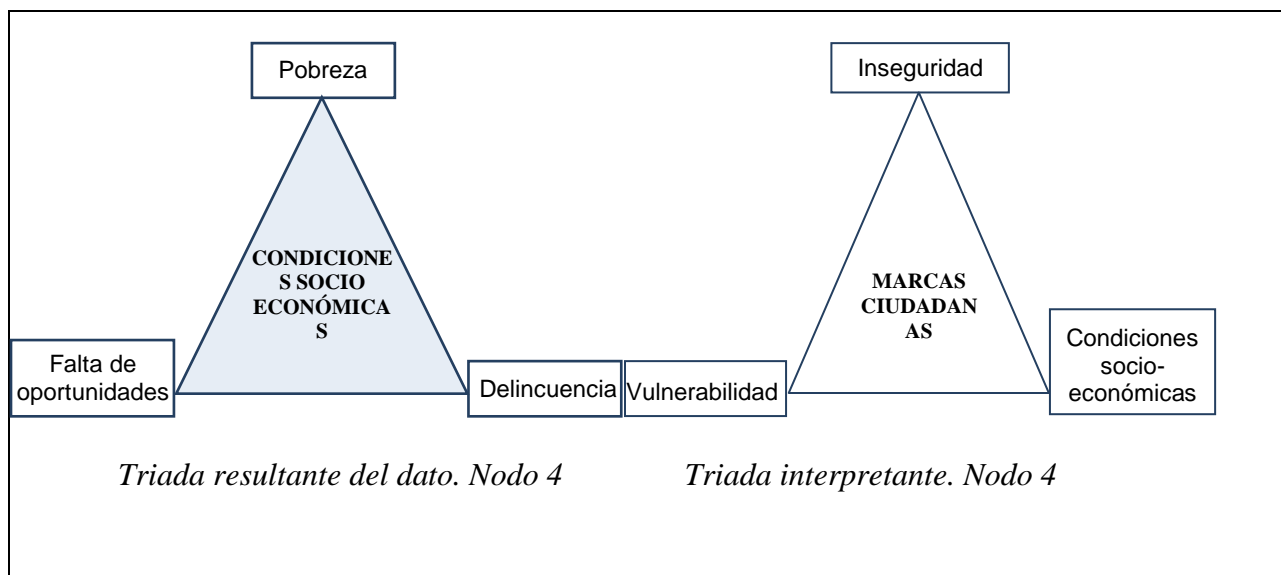 Pobreza
CONDICIONE
S SOCIO
ECONÓMICA
S
Falta de
oportunidades
Delincuencia
Inseguridad
MARCAS
CIUDADAN
AS
Vulnerabilidad
Condiciones
socio-
económicas
Triada resultante del dato. Nodo 4
Triada interpretante. Nodo 4